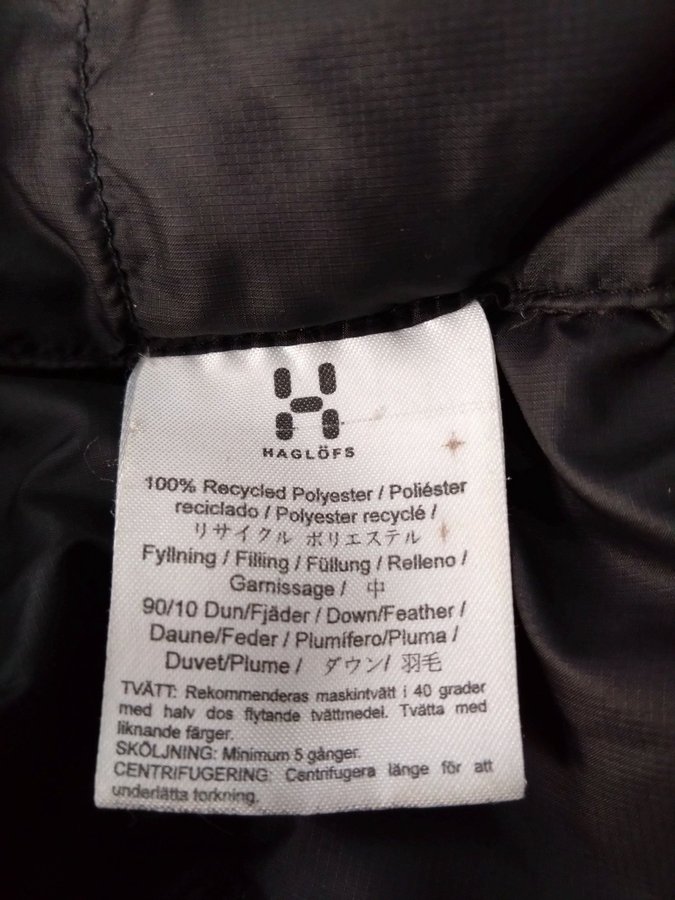 HAGLÖFS
100% Recycled Polyester / Poliéster
reciclado / Polyester recyclé /
リサイクル ポリエステル
Fyllning / Filling / Füllung / Relleno /
Garnissage / 中
90/10 Dun/Fjäder / Down/Feather /
Daune/Feder / Plumífero/Pluma /
Duvet/Plume / ダウン/ 羽毛
TVÄTT: Rekommenderas maskintvätt i 40 grader
med halv dos flytande tvättmedel. Tvätta med
liknande färger.
SKÖLJNING: Minimum 5 gånger.
CENTRIFUGERING: Centrifugera länge för att
underlätta torkning.